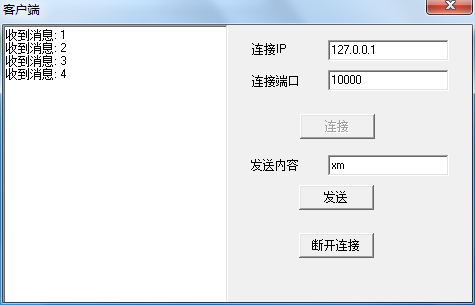 客户端
收到消息: 1
收到消息: 2
收到消息: 3
收到消息: 4
连接IP 127.0.0.1
连接端口 10000
连接
发送内容 xm
发送
断开连接